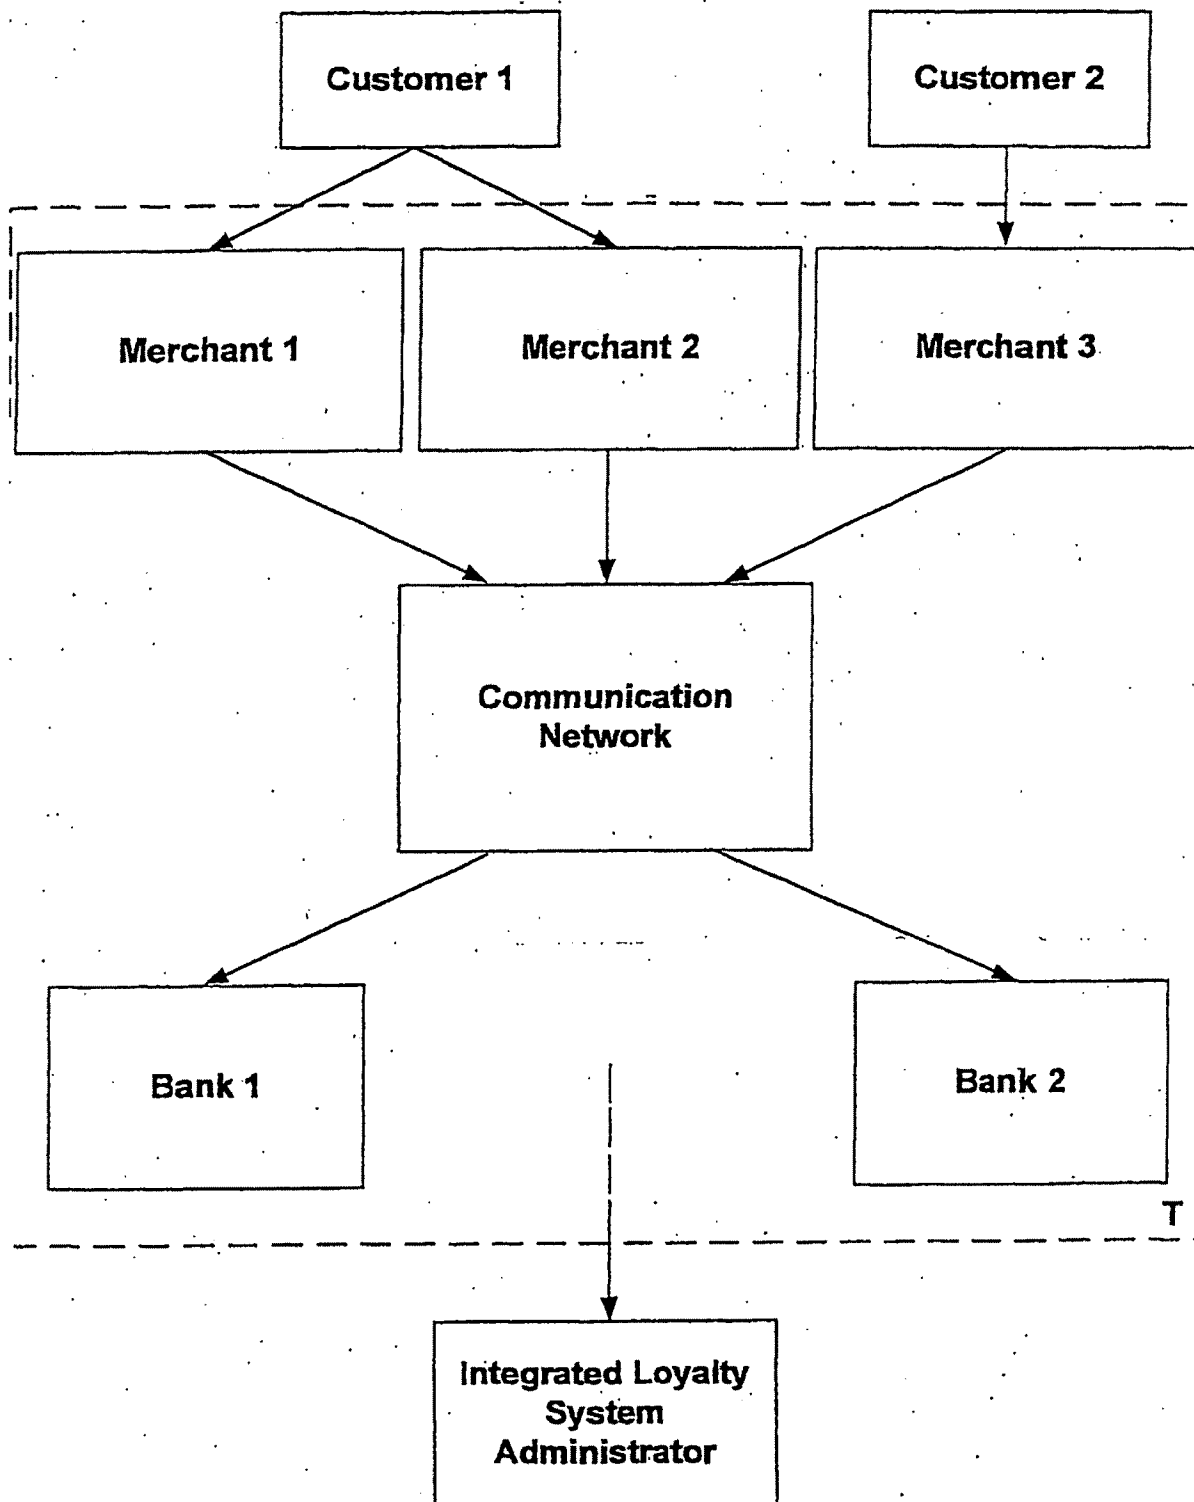 Customer 1
Customer 2
Merchant 1
Merchant 2
Merchant 3
Communication
Network
Bank 1
Bank 2
T
Integrated Loyalty
System
Administrator